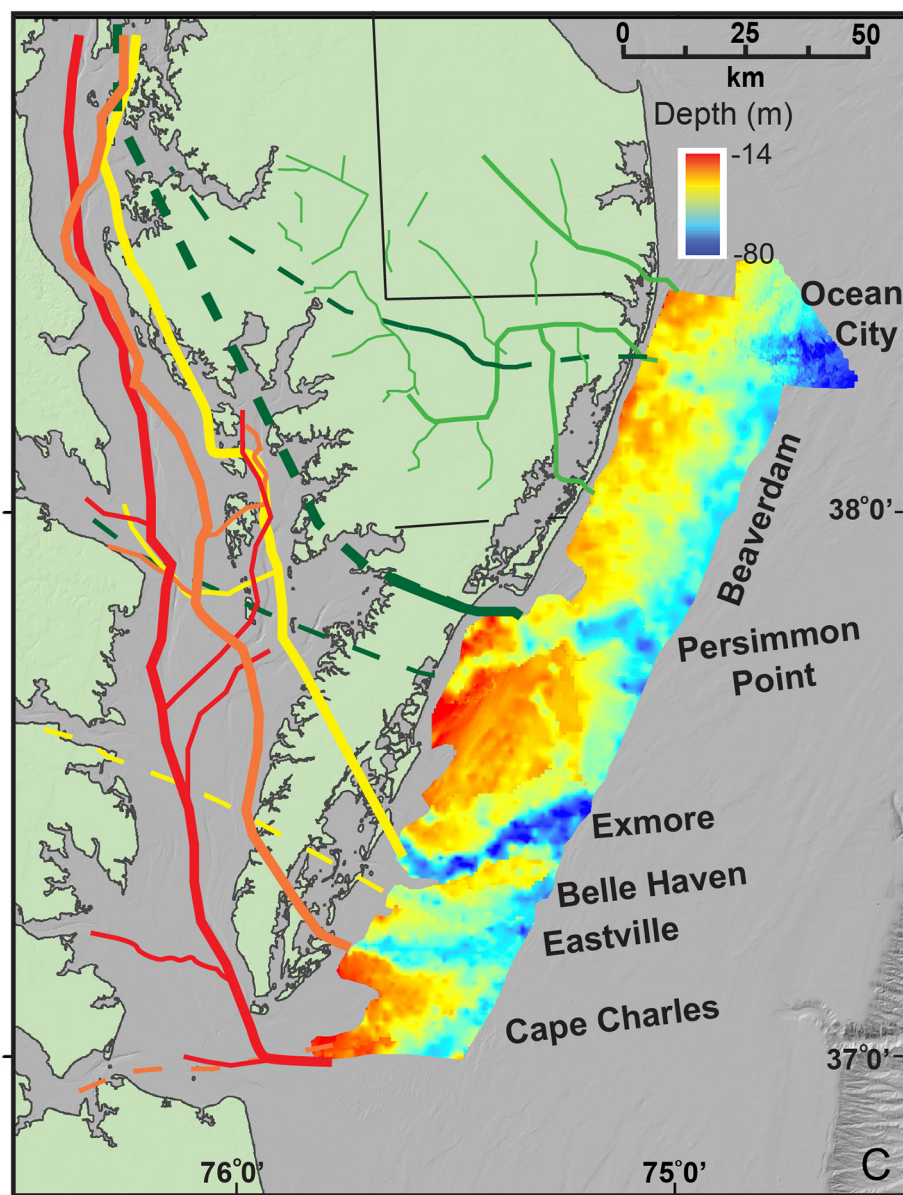 0 25 50
km
Depth (m)
-14
-80
Ocean
City
Beaverdam
38°0'
Persimmon
Point
Exmore
Belle Haven
Eastville
Cape Charles
37°0'
76°0'
75°0'
C